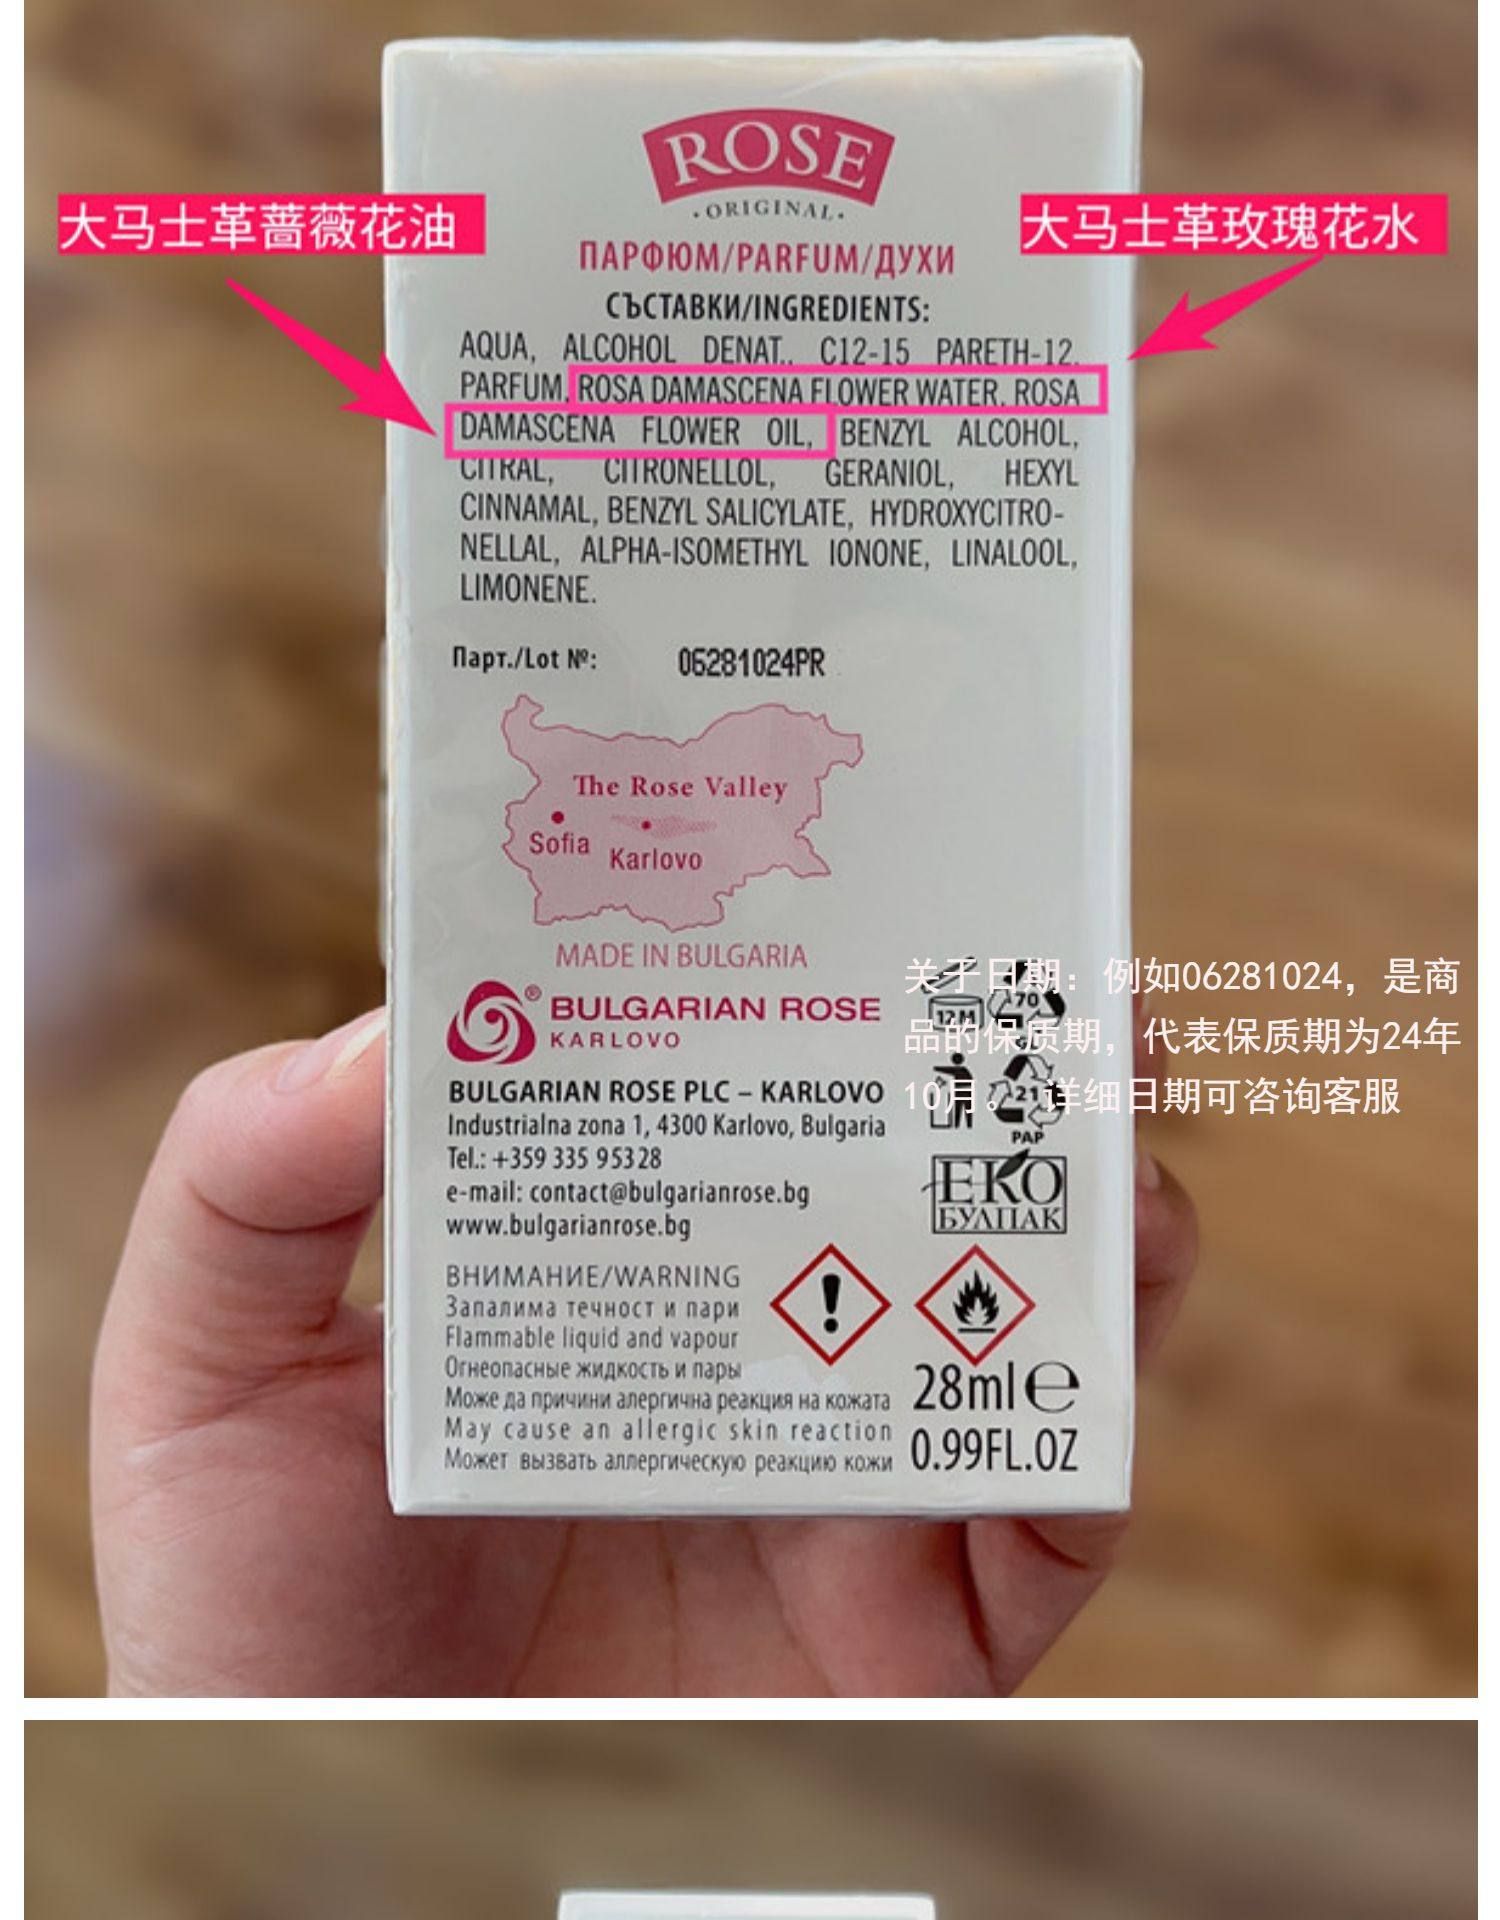 ROSE
·ORIGINAL·
大马士革蔷薇花油
大马士革玫瑰花水
ПАРФЮМ/PARFUM/ДУХИ
СЪСТАВКИ/INGREDIENTS:
AQUA, ALCOHOL DENAT., C12-15 PARETH-12,
PARFUM, ROSA DAMASCENA FLOWER WATER, ROSA
DAMASCENA FLOWER OIL, BENZYL ALCOHOL,
CITRAL, CITRONELLOL, GERANIOL, HEXYL
CINNAMAL, BENZYL SALICYLATE, HYDROXYCITRO-
NELLAL, ALPHA-ISOMETHYL IONONE, LINALOOL,
LIMONENE.
Парт./Lot №: 06281024PR
The Rose Valley
Sofia
Karlovo
MADE IN BULGARIA
® BULGARIAN ROSE
KARLOVO
关于日期：例如06281024，是商
品的保质期，代表保质期为24年
10月。 详细日期可咨询客服
12M
70
21
PAP
BULGARIAN ROSE PLC – KARLOVO
Industrialna zona 1, 4300 Karlovo, Bulgaria
Tel.: +359 335 95328
e-mail: contact@bulgarianrose.bg
www.bulgarianrose.bg
ЕКО
БУЛПАК
ВНИМАНИЕ/WARNING
Запалима течност и пари
Flammable liquid and vapour
Огнеопасные жидкость и пары
Може да причини алергична реакция на кожата
May cause an allergic skin reaction
Может вызвать аллергическую реакцию кожи
28ml ℮
0.99FL.OZ